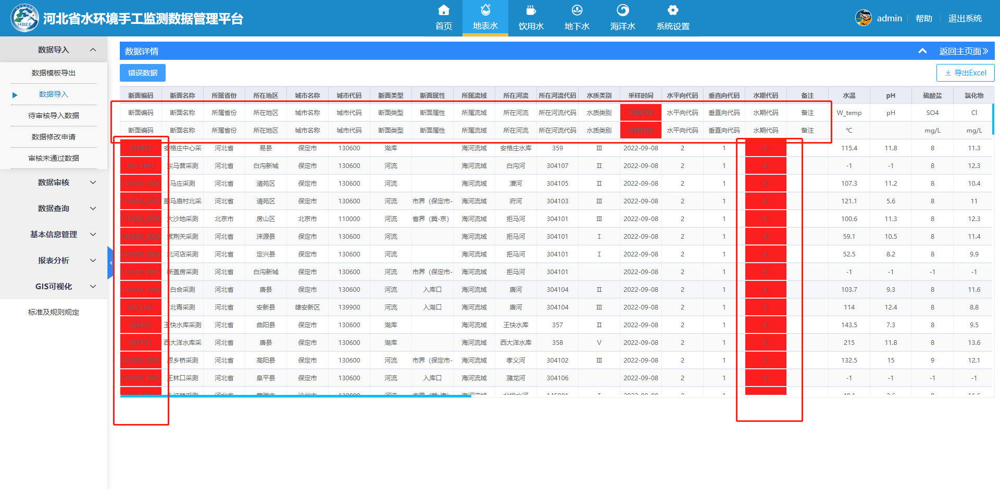 河北省水环境手工监测数据管理平台
HBEE
首页 地表水 饮用水 地下水 海洋水 系统设置
admin 帮助 退出系统
数据导入
数据模板导出
数据导入
待审核导入数据
数据修改申请
审核未通过数据
数据审核
数据查询
基本信息管理
报表分析
GIS可视化
标准及规则规定
数据详情 返回主页面
错误数据 导出Excel
断面编码 断面名称 所属省份 所在地区 城市名称 城市代码 断面类型 断面属性 所属流域 所在河流 所在河流代码 水质类别 采样时间 水平向代码 垂直向代码 水期代码 备注 水温 pH 硫酸盐 氯化物
断面编码 断面名称 所属省份 所在地区 城市名称 城市代码 断面类型 断面属性 所属流域 所在河流 所在河流代码 水质类别 采样时间 水平向代码 垂直向代码 水期代码 备注 W_temp pH SO4 Cl
断面编码 断面名称 所属省份 所在地区 城市名称 城市代码 断面类型 断面属性 所属流域 所在河流 所在河流代码 水质类别 采样时间 水平向代码 垂直向代码 水期代码 备注 ℃ mg/L mg/L
368#01 安格庄中心采 河北省 易县 保定市 130600 湖库 海河流域 安格庄水库 359 Ⅲ 2022-09-08 2 1 K 115.4 11.8 8 11.3
145_1#01 东马营采测 河北省 白沟新城 保定市 130600 河流 海河流域 白沟河 304107 Ⅱ 2022-09-08 2 1 K -1 -1 8 12.3
130600_2006 马庄采测 河北省 清苑区 保定市 130600 河流 海河流域 漕河 304105 Ⅱ 2022-09-08 2 1 K 107.3 11.2 8 10.4
130600_9003 膳马庙村北采 河北省 清苑区 保定市 130600 河流 市界（保定市- 海河流域 府河 304103 Ⅲ 2022-09-08 2 1 K 121.1 5.6 8 11
110000_0008 大沙地采测 北京市 房山区 北京市 110000 河流 省界（冀-京） 海河流域 拒马河 304101 Ⅲ 2022-09-08 2 1 K 100.6 11.3 8 12.3
130600_3002 紫荆关采测 河北省 涞源县 保定市 130600 河流 海河流域 拒马河 304101 Ⅰ 2022-09-08 2 1 K 59.1 10.5 8 11.4
130600_2003 北河店采测 河北省 定兴县 保定市 130600 河流 海河流域 拒马河 304101 Ⅰ 2022-09-08 2 1 K 52.5 8.2 8 9.9
130600_9005 新盖房采测 河北省 白沟新城 保定市 130600 河流 市界（保定市- 海河流域 拒马河 304101 2022-09-08 2 1 K -1 -1 -1 -1
130600_2004 白合采测 河北省 唐县 保定市 130600 河流 入库口 海河流域 唐河 304104 Ⅱ 2022-09-08 2 1 K 103.7 9.3 8 11.6
145_2#01 北青采测 河北省 安新县 雄安新区 139900 河流 入湖口 海河流域 唐河 304104 Ⅲ 2022-09-08 2 1 K 114 12.4 8 8.8
366#01 王快水库采测 河北省 曲阳县 保定市 130600 湖库 海河流域 王快水库 357 Ⅱ 2022-09-08 2 1 K 143.5 7.3 8 9.5
367#01 西大洋水库采 河北省 唐县 保定市 130600 湖库 海河流域 西大洋水库 358 Ⅴ 2022-09-08 2 1 K 215 11.8 8 13.6
130600_9001 思乡桥采测 河北省 高阳县 保定市 130600 河流 市界（保定市- 海河流域 孝义河 304102 Ⅲ 2022-09-08 2 1 K 132.5 15 9 12.1
130600_3007 王林口采测 河北省 阜平县 保定市 130600 河流 入库口 海河流域 潴龙河 304106 2022-09-08 2 1 K -1 -1 -1 -1